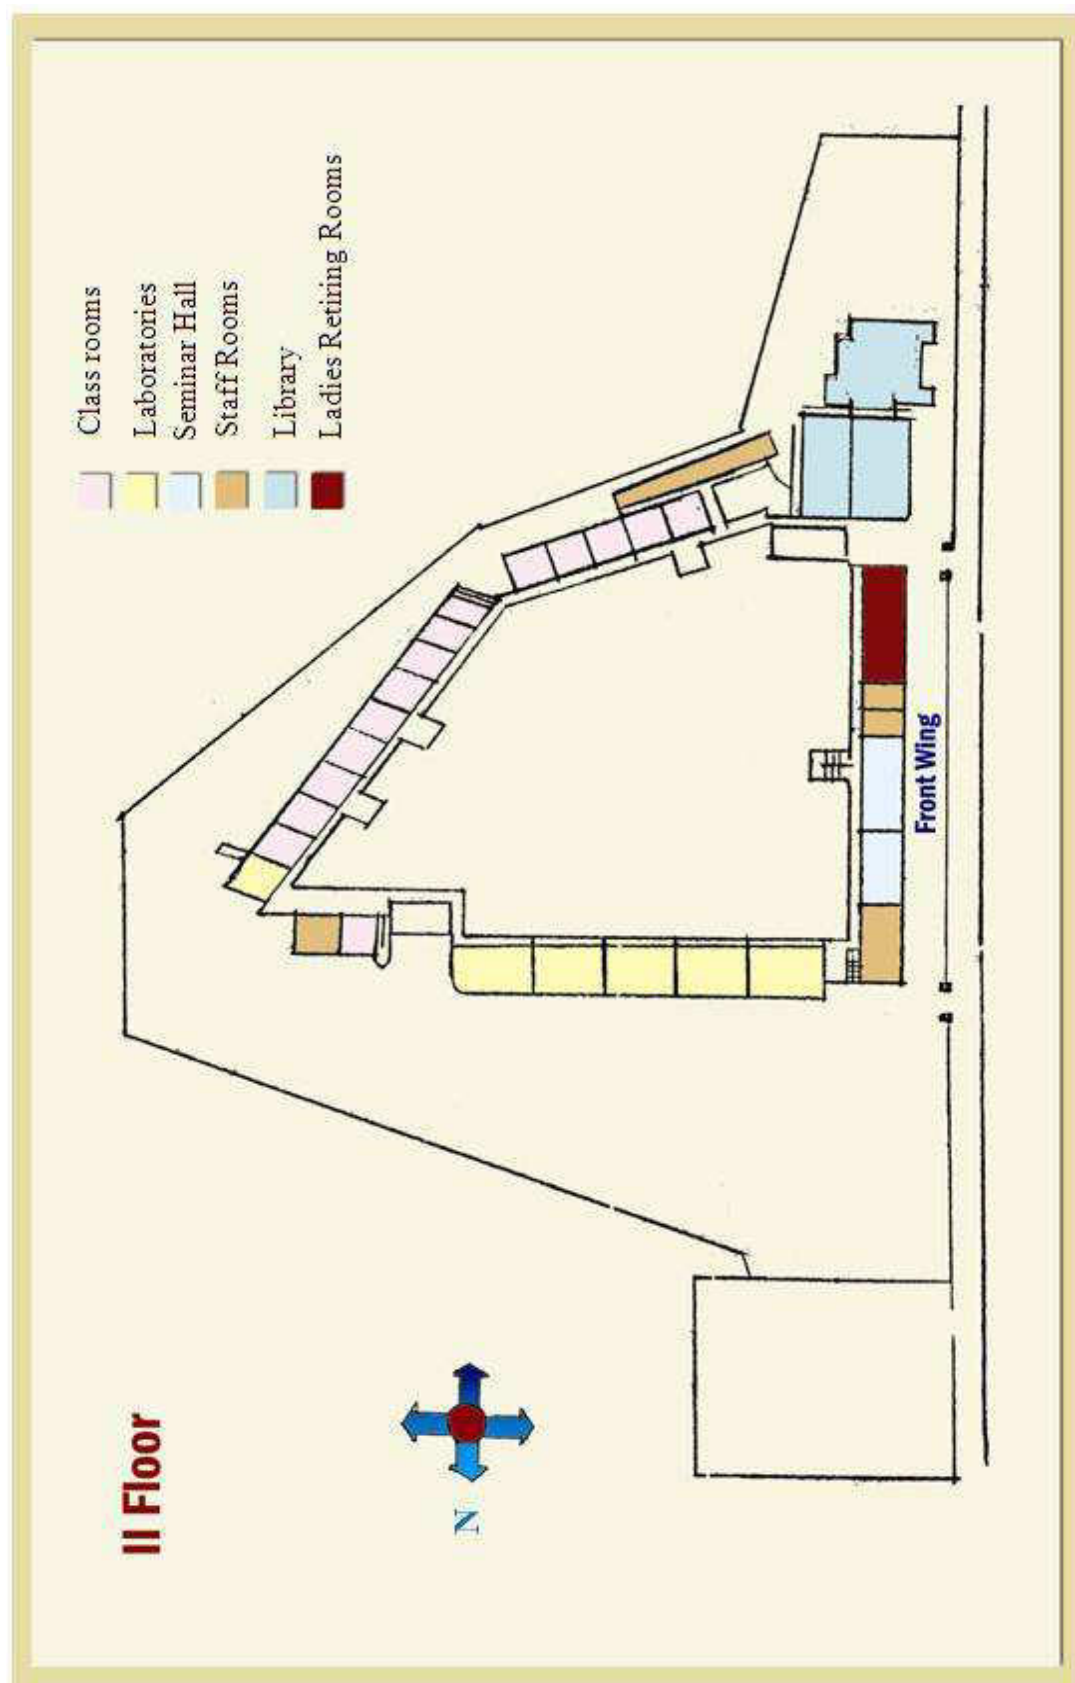 II Floor
Class rooms
Laboratories
Seminar Hall
Staff Rooms
Library
Ladies Retiring Rooms
N
Front Wing